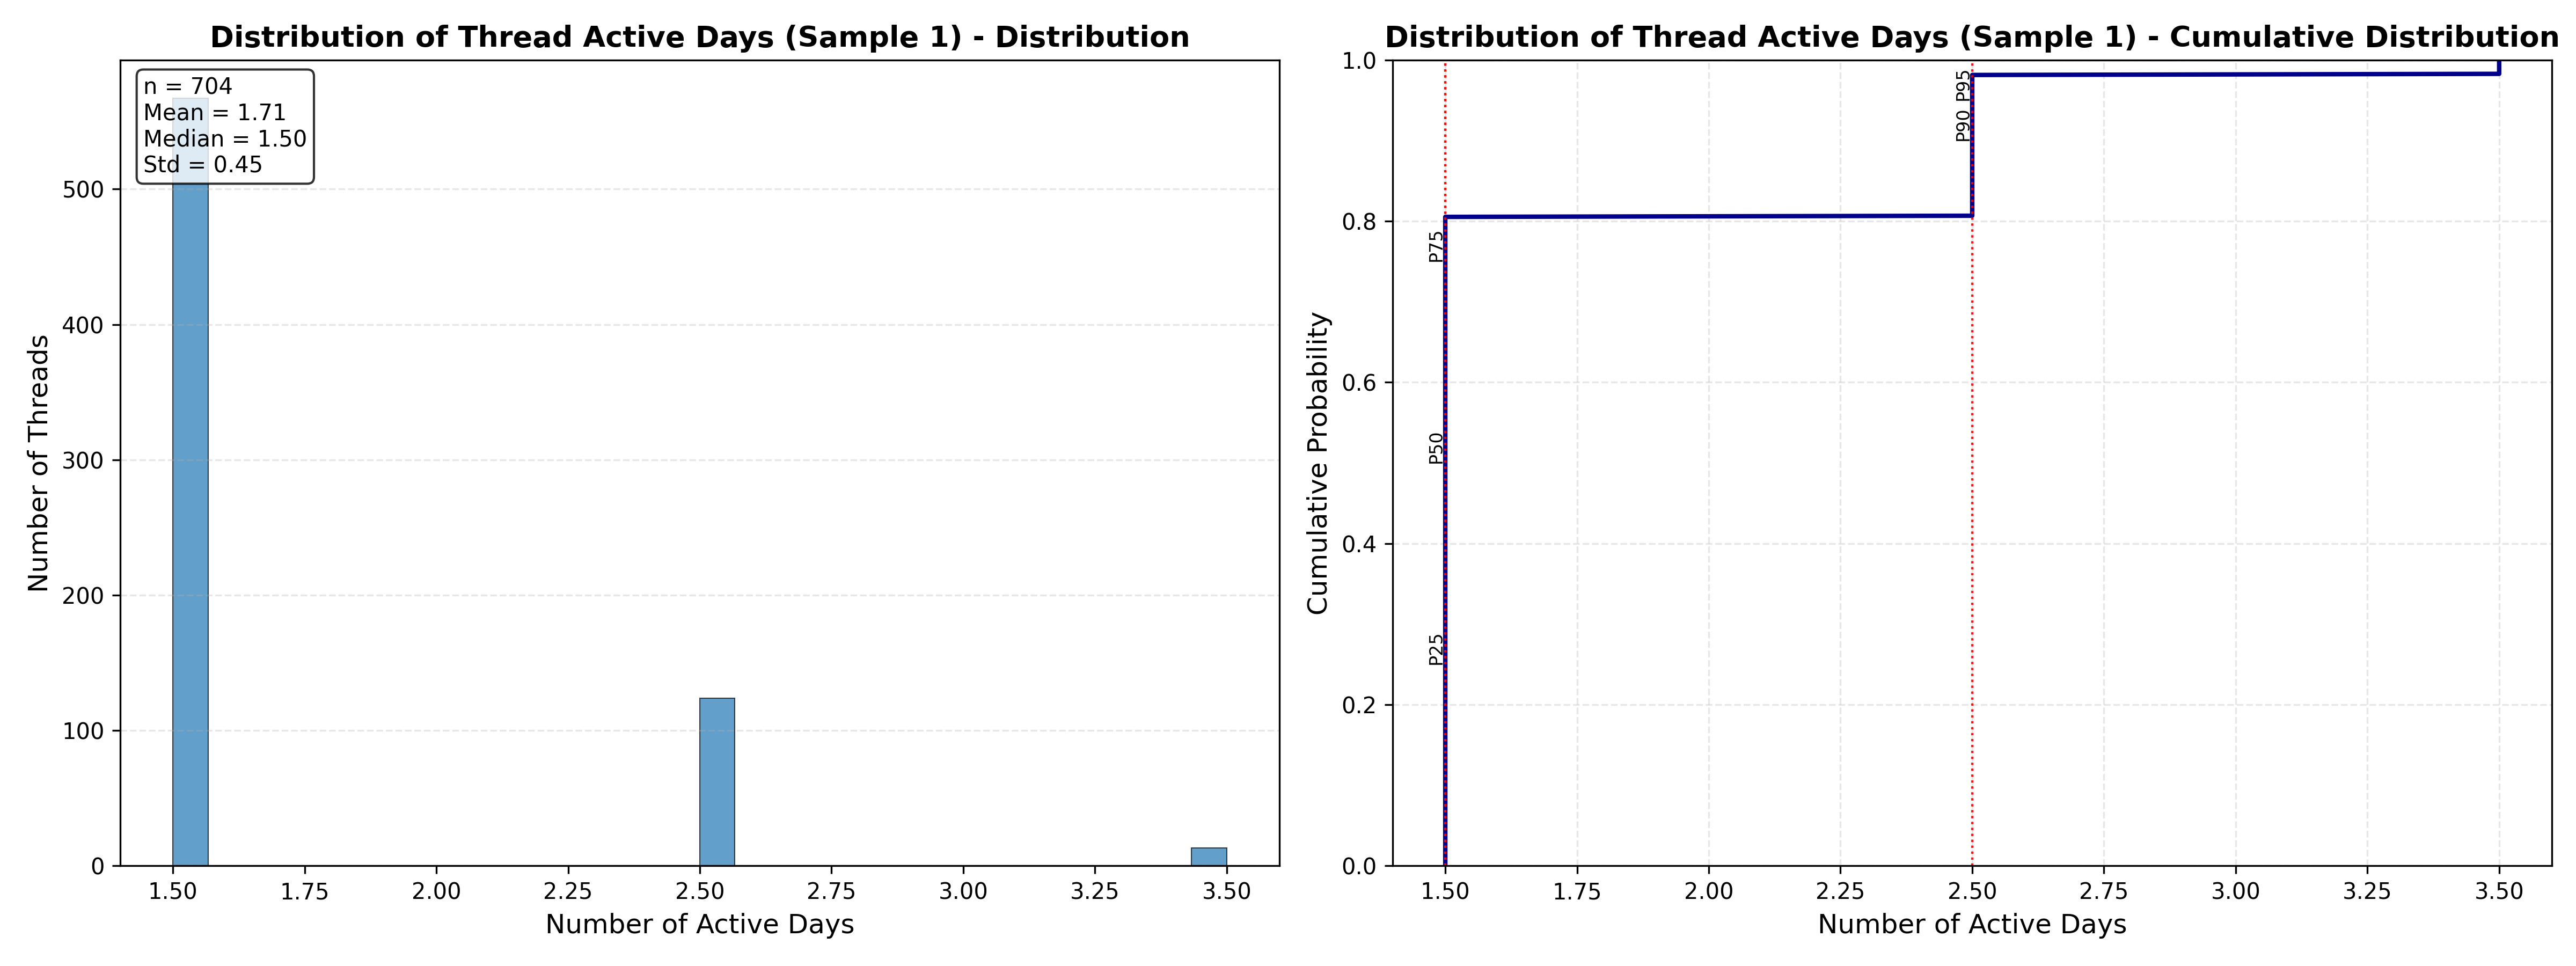 Distribution of Thread Active Days (Sample 1) - Distribution
n = 704
Mean = 1.71
Median = 1.50
Std = 0.45
Number of Threads
500
400
300
200
100
0
1.50 1.75 2.00 2.25 2.50 2.75 3.00 3.25 3.50
Number of Active Days
Distribution of Thread Active Days (Sample 1) - Cumulative Distribution
Cumulative Probability
1.0
0.8
0.6
0.4
0.2
0.0
P25
P50
P75
P90
P95
1.50 1.75 2.00 2.25 2.50 2.75 3.00 3.25 3.50
Number of Active Days